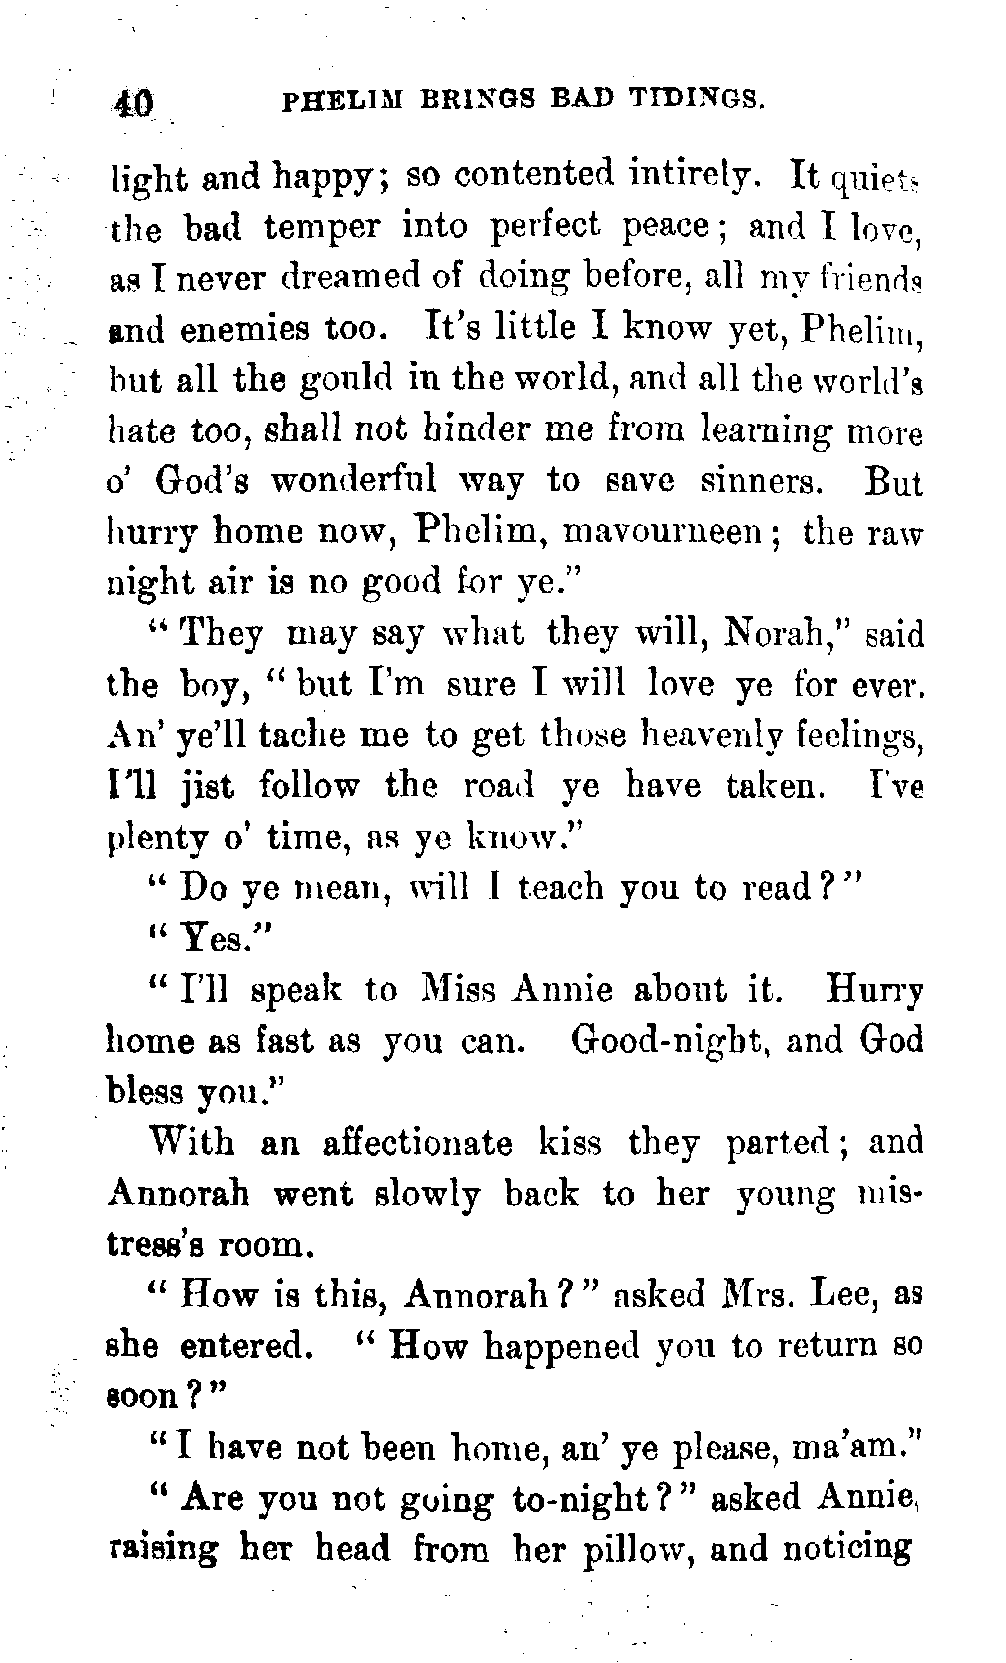 40 PHELIM BRINGS BAD TIDINGS.
light and happy; so contented intirely. It quiets
the bad temper into perfect peace; and I love,
as I never dreamed of doing before, all my friends
and enemies too. It's little I know yet, Phelim,
but all the gould in the world, and all the world's
hate too, shall not hinder me from learning more
o' God's wonderful way to save sinners. But
hurry home now, Phelim, mavourneen; the raw
night air is no good for ye."
"They may say what they will, Norah," said
the boy, "but I'm sure I will love ye for ever.
An' ye'll tache me to get those heavenly feelings,
I'll jist follow the road ye have taken. I've
plenty o' time, as ye know."
"Do ye mean, will I teach you to read?"
"Yes."
"I'll speak to Miss Annie about it. Hurry
home as fast as you can. Good-night, and God
bless you."
With an affectionate kiss they parted; and
Annorah went slowly back to her young mis-
tress's room.
"How is this, Annorah?" asked Mrs. Lee, as
she entered. "How happened you to return so
soon?"
"I have not been home, an' ye please, ma'am."
"Are you not going to-night?" asked Annie,
raising her head from her pillow, and noticing